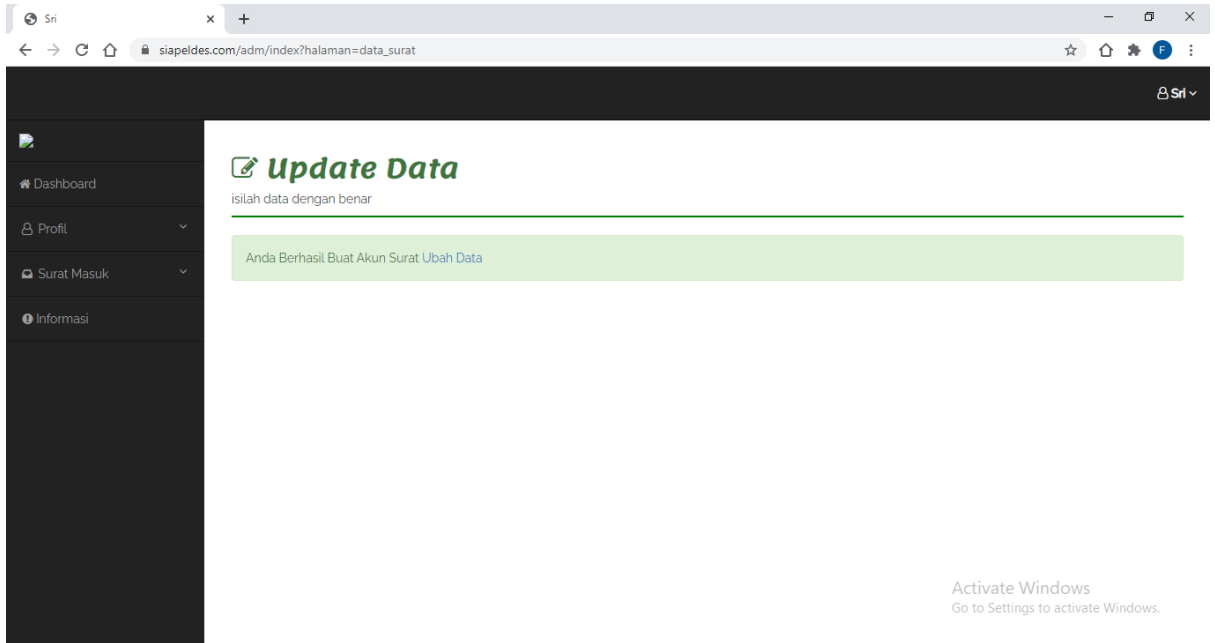 Sri
siapeldes.com/adm/index?halaman=data_surat
F
Sri
Dashboard
Profil
Surat Masuk
Informasi
Update Data
isilah data dengan benar
Anda Berhasil Buat Akun Surat Ubah Data
Activate Windows
Go to Settings to activate Windows.